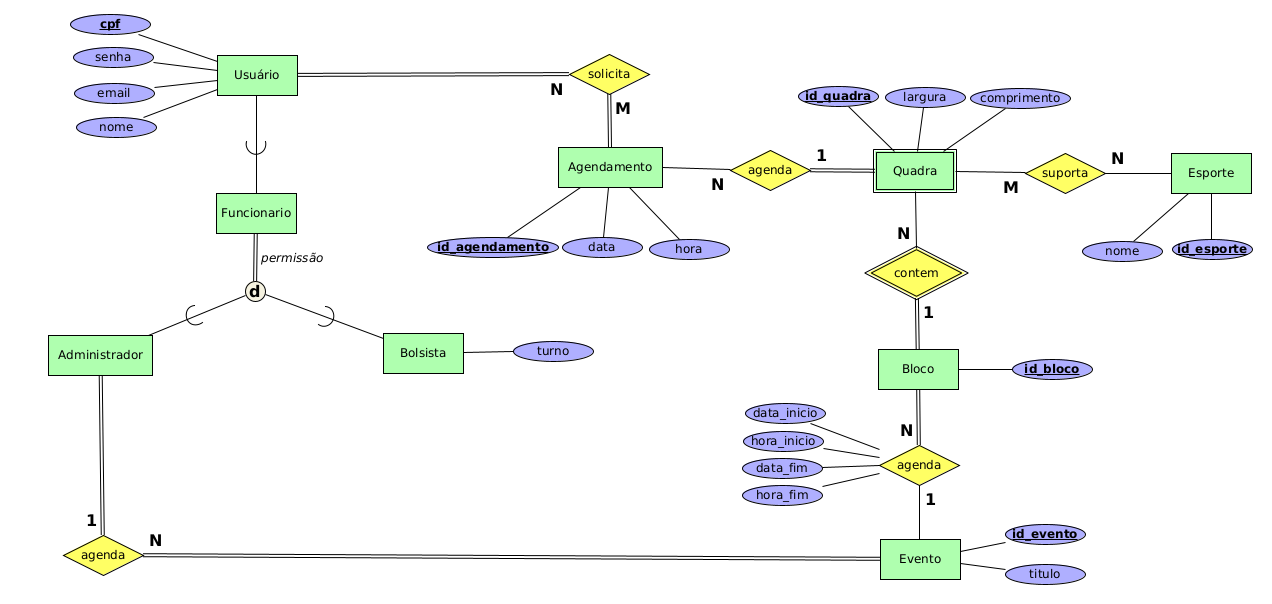 cpf
senha
email
nome
Usuário
solicita
N
M
id_quadra
largura
comprimento
Agendamento
agenda
N
1
Quadra
M
suporta
N
Esporte
id_agendamento
data
hora
nome
id_esporte
Funcionario
permissão
d
N
contem
1
Administrador
Bolsista
turno
Bloco
id_bloco
data_inicio
hora_inicio
data_fim
hora_fim
N
agenda
1
1
agenda
N
Evento
id_evento
titulo